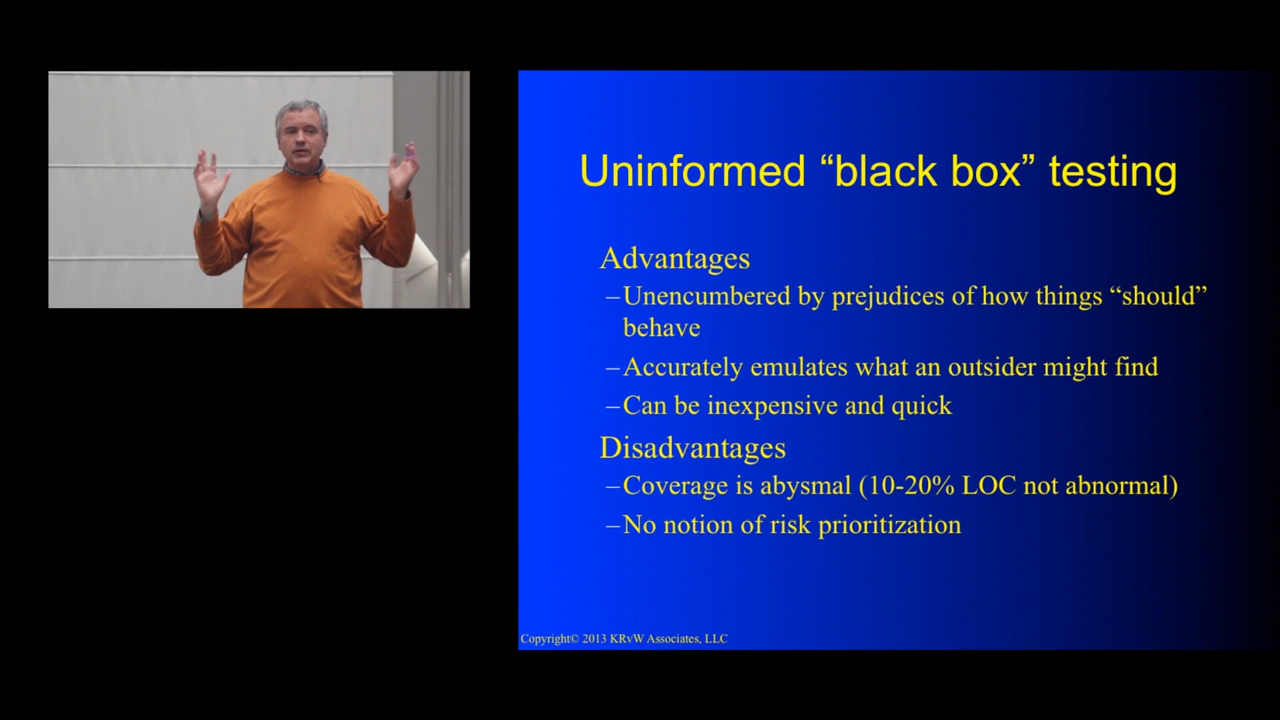 Uninformed “black box” testing
Advantages
–Unencumbered by prejudices of how things “should”
behave
–Accurately emulates what an outsider might find
–Can be inexpensive and quick
Disadvantages
–Coverage is abysmal (10-20% LOC not abnormal)
–No notion of risk prioritization
Copyright© 2013 KRvW Associates, LLC